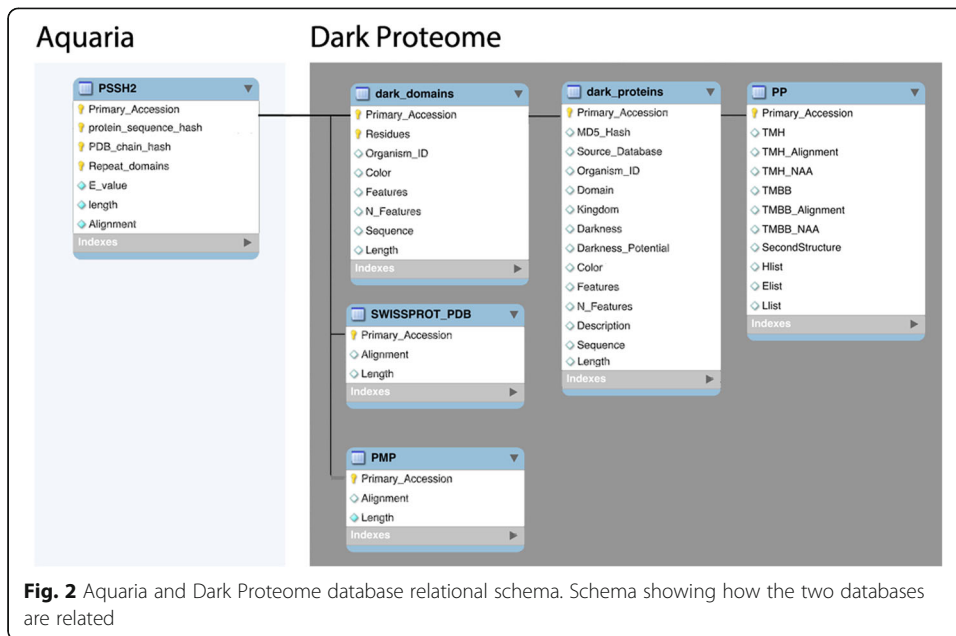 Aquaria
Dark Proteome
PSSH2
Primary_Accession
protein_sequence_hash
PDB_chain_hash
Repeat_domains
E_value
length
Alignment
Indexes
dark_domains
Primary_Accession
Residues
Organism_ID
Color
Features
N_Features
Sequence
Length
Indexes
SWISSPROT_PDB
Primary_Accession
Alignment
Length
Indexes
PMP
Primary_Accession
Alignment
Length
Indexes
dark_proteins
Primary_Accession
MD5_Hash
Source_Database
Organism_ID
Domain
Kingdom
Darkness
Darkness_Potential
Color
Features
N_Features
Description
Sequence
Length
Indexes
PP
Primary_Accession
TMH
TMH_Alignment
TMH_NAA
TMBB
TMBB_Alignment
TMBB_NAA
SecondStructure
Hlist
Elist
Llist
Indexes
Fig. 2 Aquaria and Dark Proteome database relational schema. Schema showing how the two databases
are related